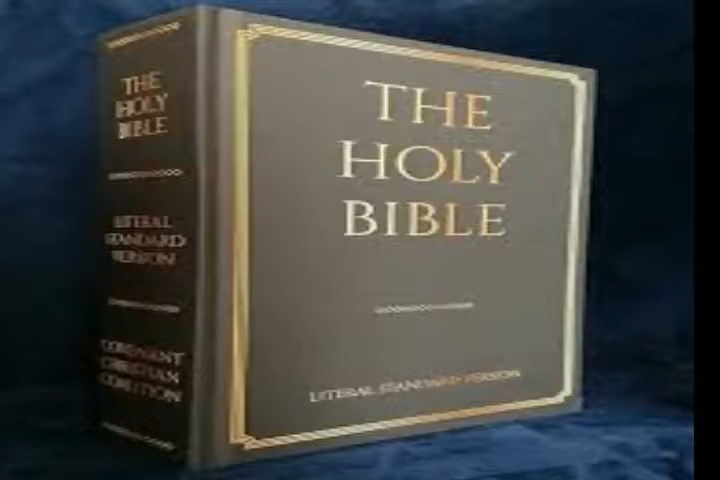 THE
HOLY
BIBLE
LITERAL
STANDARD
VERSION
COVENANT
CHRISTIAN
COALITION
THE
HOLY
BIBLE
LITERAL STANDARD VERSION